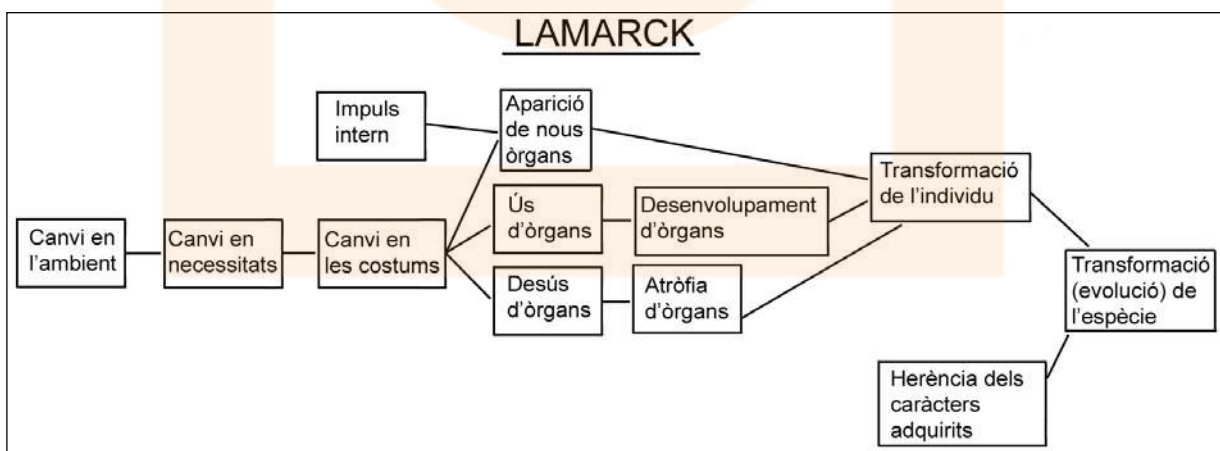 LAMARCK
Impuls
intern
Aparició
de nous
òrgans
Transformació
de l'individu
Ús
d'òrgans
Desenvolupament
d'òrgans
Canvi en
l'ambient
Canvi en
necessitats
Canvi en
les costums
Desús
d'òrgans
Atròfia
d'òrgans
Transformació
(evolució) de
l'espècie
Herència dels
caràcters
adquirits